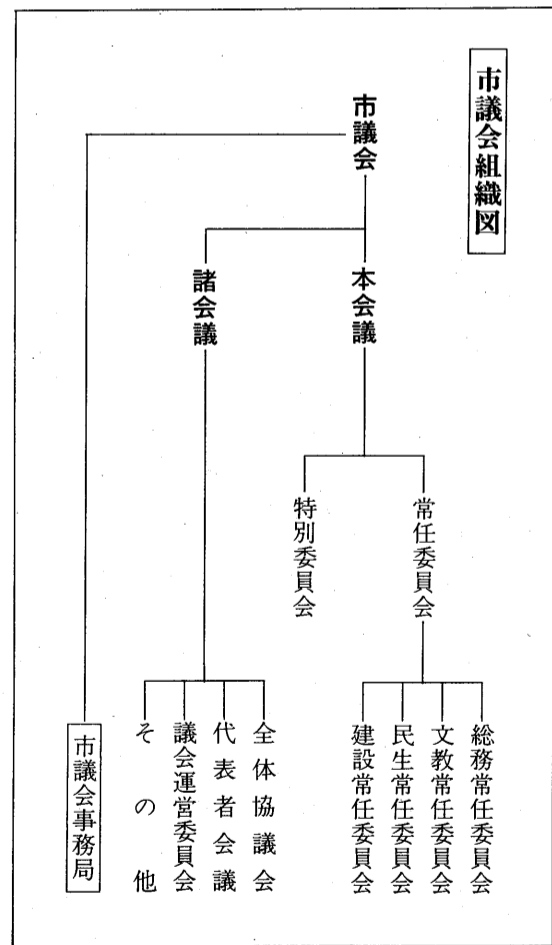 市議会組織図
市議会
本会議
諸会議
常任委員会
特別委員会
総務常任委員会
文教常任委員会
民生常任委員会
建設常任委員会
全体協議会
代表者会議
議会運営委員会
その他
市議会事務局